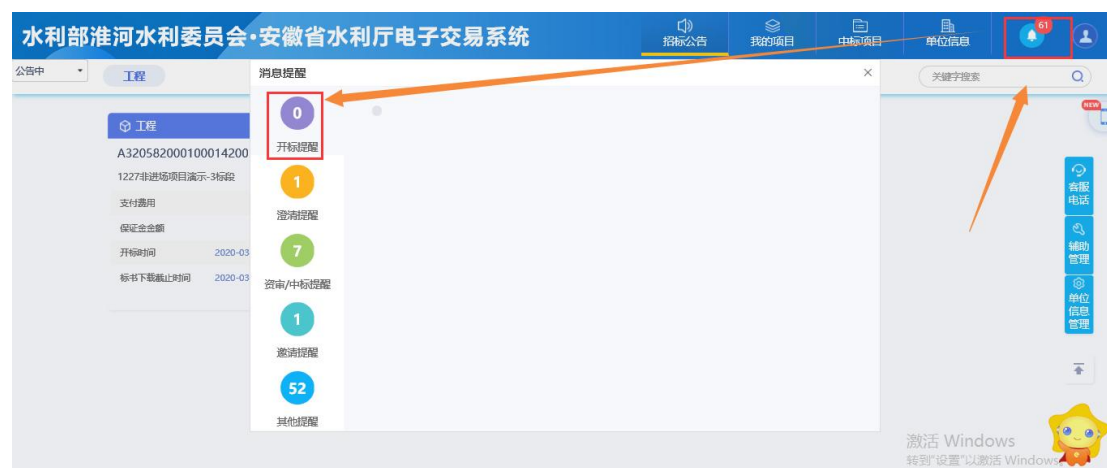 水利部淮河水利委员会·安徽省水利厅电子交易系统
招标公告
我的项目
中标项目
单位信息
61
公告中
工程
消息提醒
×
关键字搜索
NEW
工程
0
开标提醒
A320582000100014200
1227非进场项目演示-3标段
1
澄清提醒
支付费用
保证金金额
开标时间 2020-03
标书下载截止时间 2020-03
7
资审/中标提醒
1
邀请提醒
52
其他提醒
客服
电话
辅助
管理
单位
信息
管理
激活 Windows
转到"设置"以激活 Windows